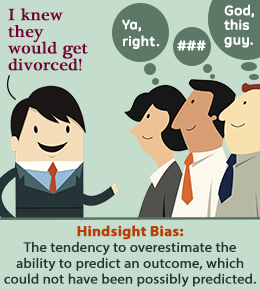 I knew
they
would get
divorced!
Ya,
right.
###
God,
this
guy.
Hindsight Bias:
The tendency to overestimate the
ability to predict an outcome, which
could not have been possibly predicted.